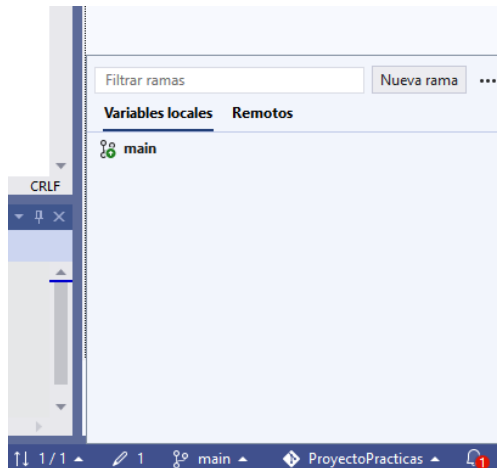 Filtrar ramas
Nueva rama
...
Variables locales Remotos
main
CRLF
1 / 1 1 main ProyectoPracticas 1